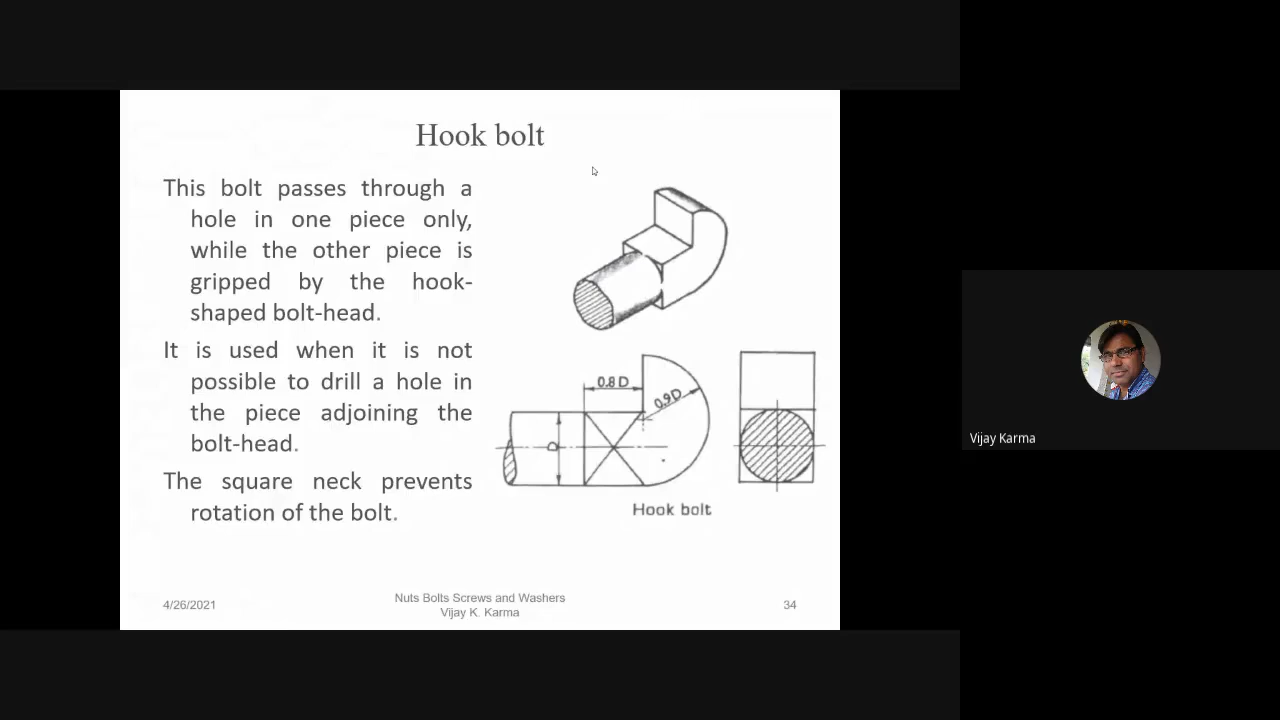 Hook bolt
This bolt passes through a
hole in one piece only,
while the other piece is
gripped by the hook-
shaped bolt-head.
It is used when it is not
possible to drill a hole in
the piece adjoining the
bolt-head.
The square neck prevents
rotation of the bolt.
0.8 D
0.9 D
D
Hook bolt
4/26/2021
Nuts Bolts Screws and Washers
Vijay K. Karma
34
Vijay Karma